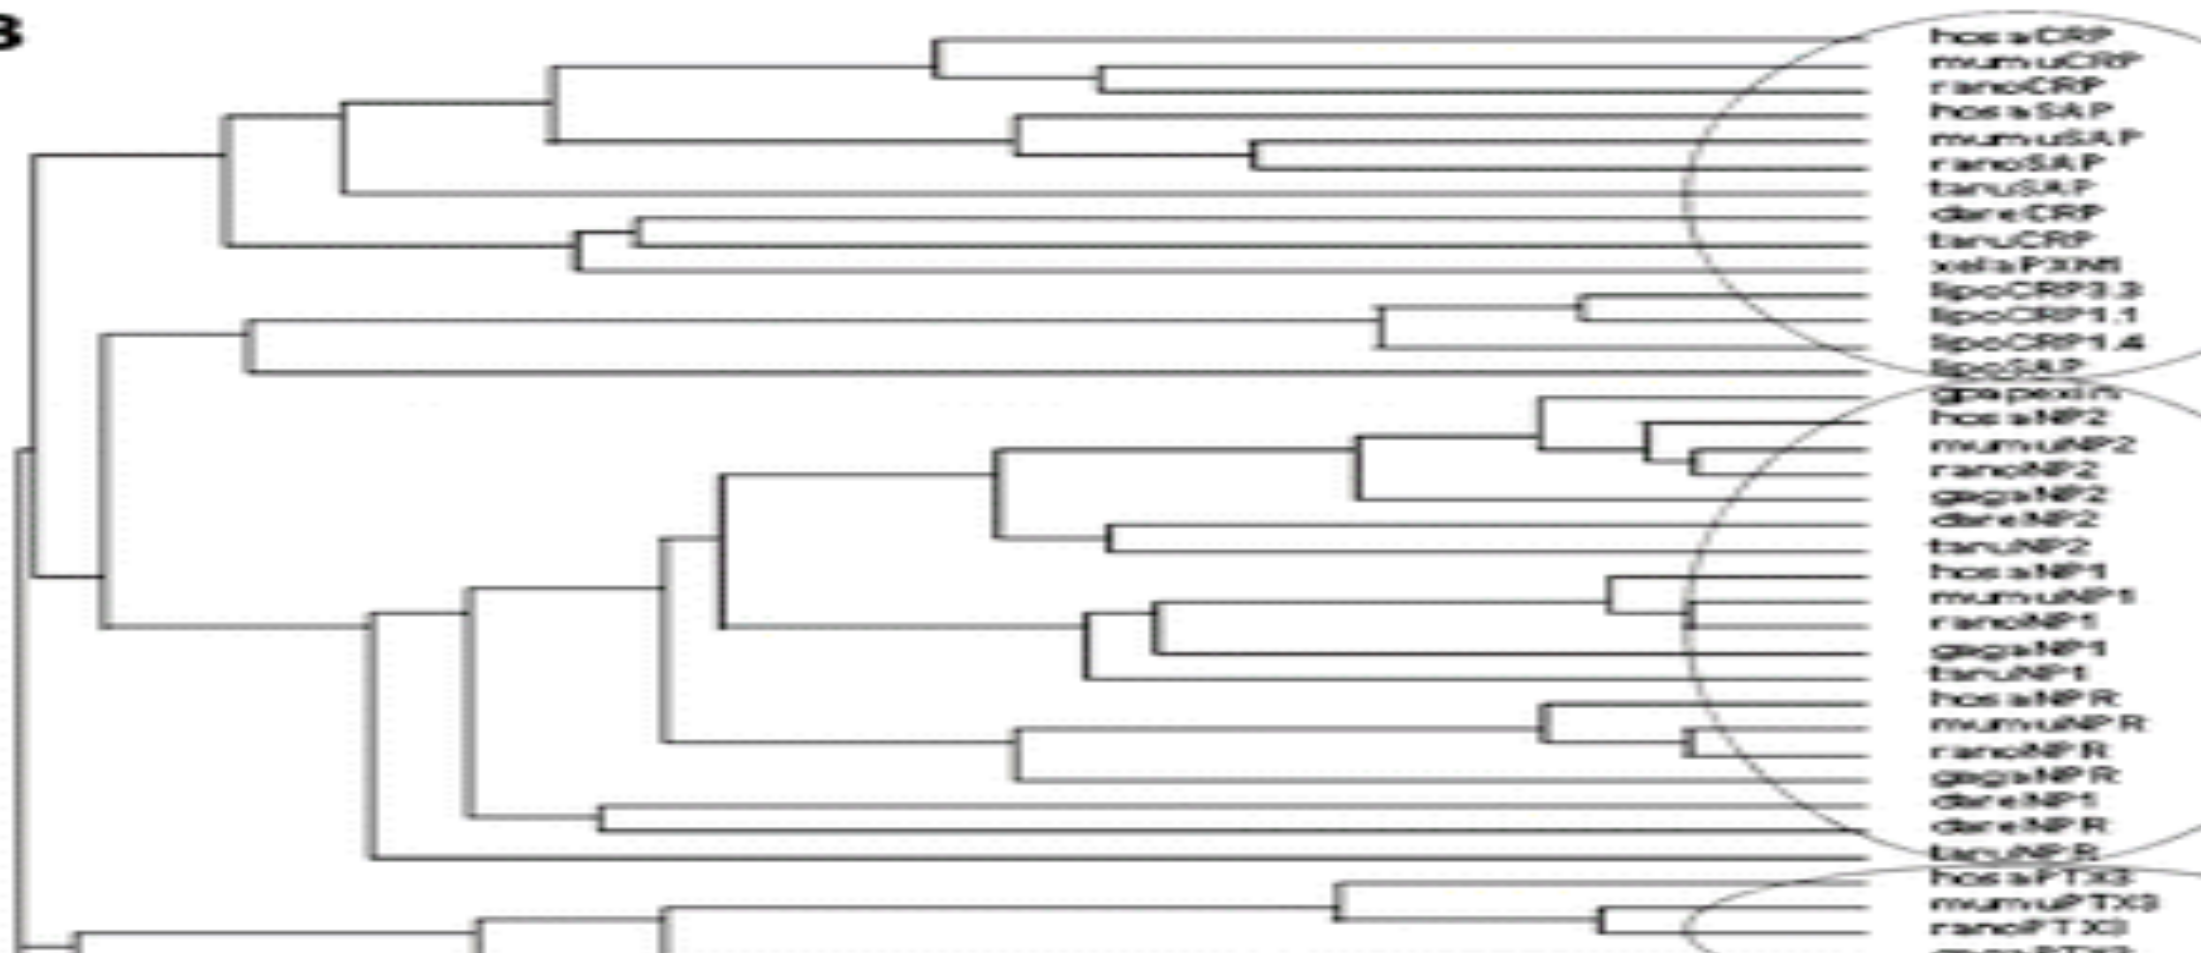 B
hosaCRP
mumuCRP
ranoCRP
hosaSAP
mumuSAP
ranoSAP
taruSAP
dareCRP
taruCRP
lipoCRP3.3
lipoCRP1.1
lipoCRP1.4
lipoSAP
gpapexin
hosaNP2
mumuNP2
ranoNP2
gagaNP2
dareNP2
taruNP2
hosaNP1
mumuNP1
ranoNP1
gagaNP1
taruNP1
hosaNPR
mumuNPR
ranoNPR
gagaNPR
dareNP1
dareNPR
taruNPR
hosaPTX3
mumuPTX3
ranoPTX3